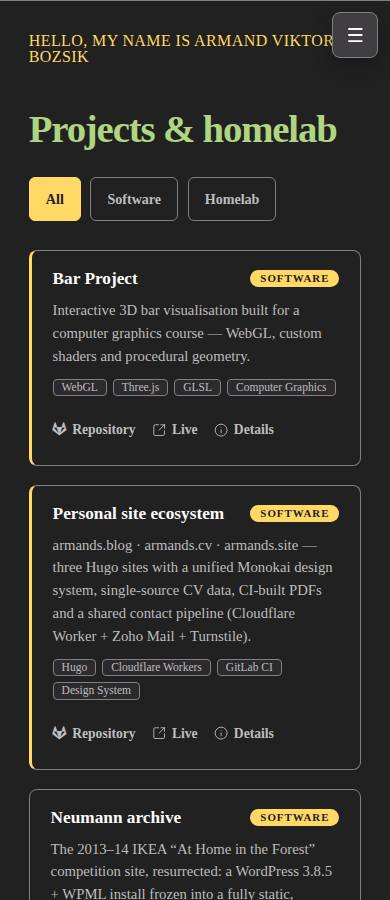 HELLO, MY NAME IS ARMAND VIKTOR
BOZSIK
Projects & homelab
All
Software
Homelab
Bar Project
SOFTWARE
Interactive 3D bar visualisation built for a
computer graphics course — WebGL, custom
shaders and procedural geometry.
WebGL
Three.js
GLSL
Computer Graphics
Repository
Live
Details
Personal site ecosystem
SOFTWARE
armands.blog · armands.cv · armands.site —
three Hugo sites with a unified Monokai design
system, single-source CV data, CI-built PDFs
and a shared contact pipeline (Cloudflare
Worker + Zoho Mail + Turnstile).
Hugo
Cloudflare Workers
GitLab CI
Design System
Repository
Live
Details
Neumann archive
SOFTWARE
The 2013–14 IKEA “At Home in the Forest”
competition site, resurrected: a WordPress 3.8.5
+ WPML install frozen into a fully static,